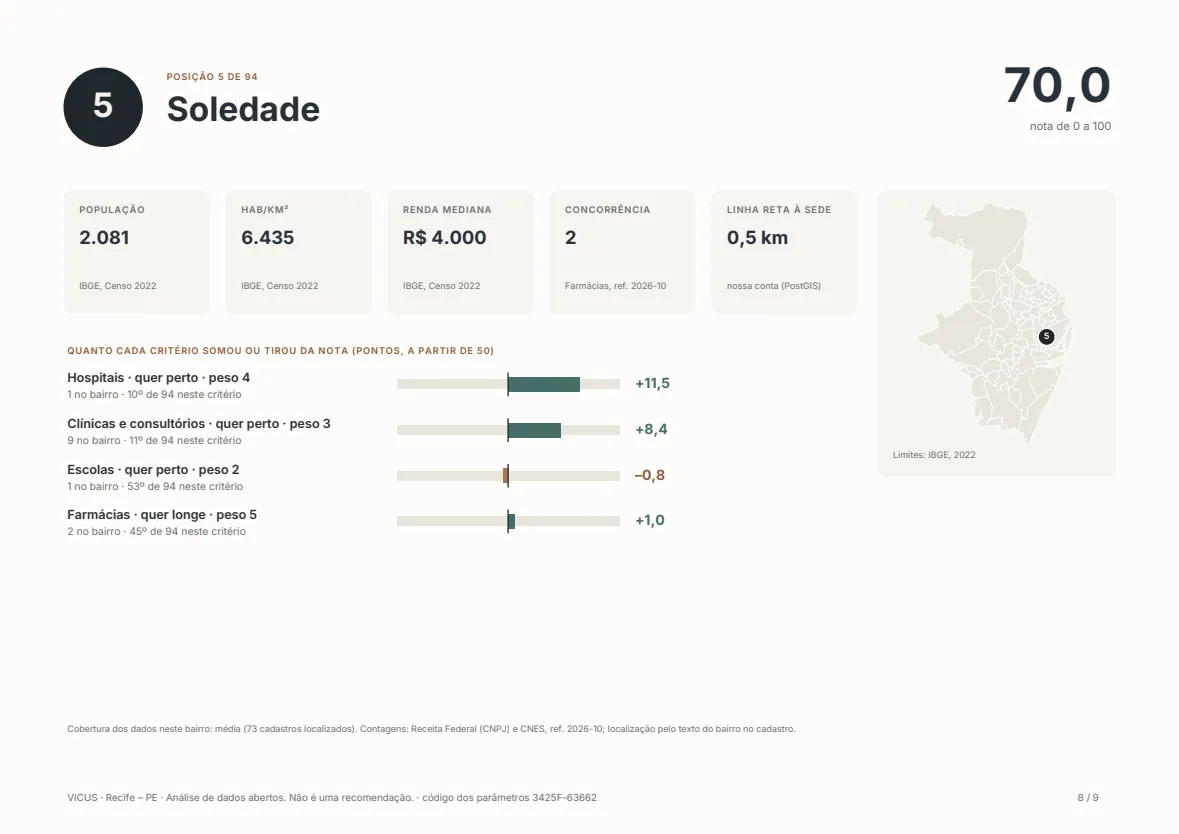 5
POSIÇÃO 5 DE 94
Soledade
70,0
nota de 0 a 100
POPULAÇÃO
2.081
IBGE, Censo 2022
HAB/KM²
6.435
IBGE, Censo 2022
RENDA MEDIANA
R$ 4.000
IBGE, Censo 2022
CONCORRÊNCIA
2
Farmácias, ref. 2026-10
LINHA RETA À SEDE
0,5 km
nossa conta (PostGIS)
5
Limites: IBGE, 2022
QUANTO CADA CRITÉRIO SOMOU OU TIROU DA NOTA (PONTOS, A PARTIR DE 50)
Hospitais · quer perto · peso 4
1 no bairro · 10º de 94 neste critério
+11,5
Clínicas e consultórios · quer perto · peso 3
9 no bairro · 11º de 94 neste critério
+8,4
Escolas · quer perto · peso 2
1 no bairro · 53º de 94 neste critério
–0,8
Farmácias · quer longe · peso 5
2 no bairro · 45º de 94 neste critério
+1,0
Cobertura dos dados neste bairro: média (73 cadastros localizados). Contagens: Receita Federal (CNPJ) e CNES, ref. 2026-10; localização pelo texto do bairro no cadastro.
VICUS · Recife – PE · Análise de dados abertos. Não é uma recomendação. · código dos parâmetros 3425F-63662
8 / 9